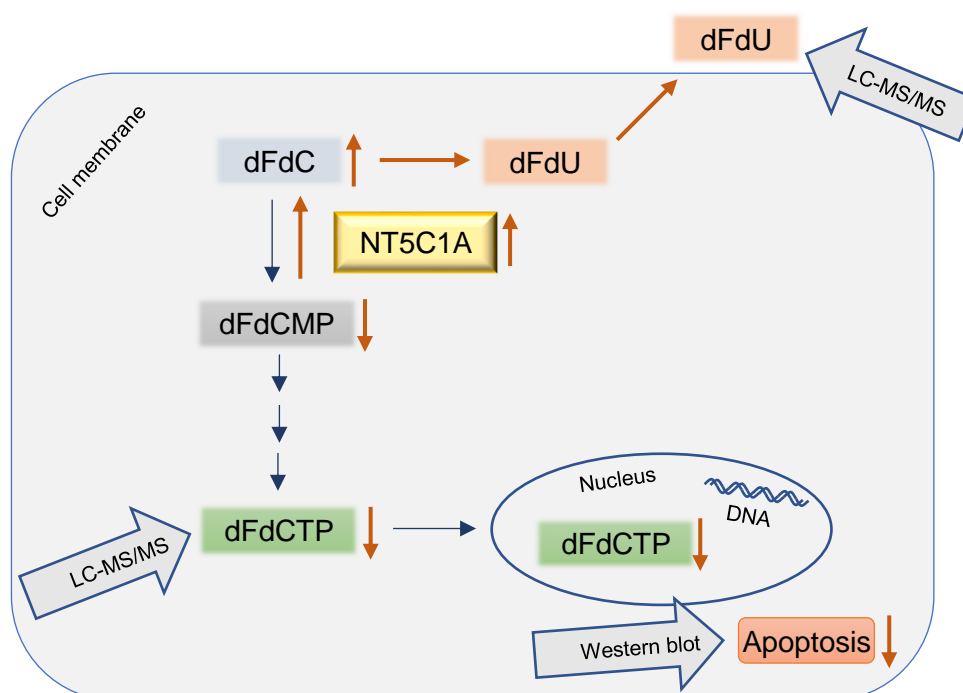 dFdU
LC-MS/MS
Cell membrane
dFdC
dFdU
NT5C1A
dFdCMP
Nucleus
DNA
dFdCTP
dFdCTP
LC-MS/MS
Western blot
Apoptosis